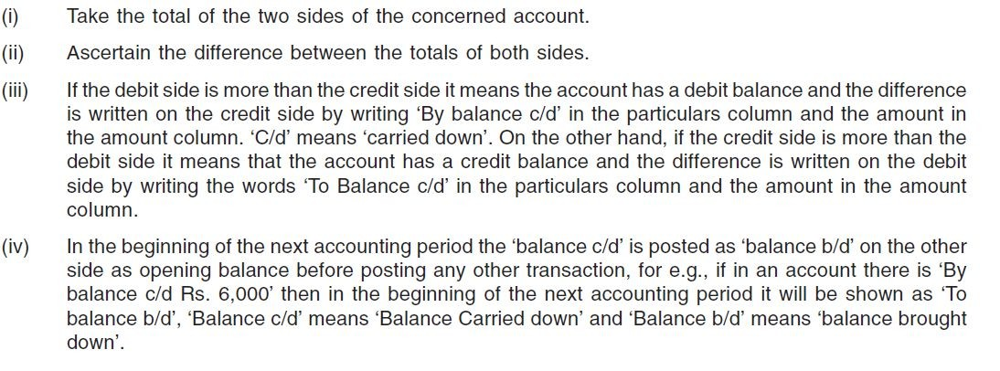 (i) Take the total of the two sides of the concerned account.
(ii) Ascertain the difference between the totals of both sides.
(iii) If the debit side is more than the credit side it means the account has a debit balance and the difference
is written on the credit side by writing ‘By balance c/d’ in the particulars column and the amount in
the amount column. ‘C/d’ means ‘carried down’. On the other hand, if the credit side is more than the
debit side it means that the account has a credit balance and the difference is written on the debit
side by writing the words ‘To Balance c/d’ in the particulars column and the amount in the amount
column.
(iv) In the beginning of the next accounting period the ‘balance c/d’ is posted as ‘balance b/d’ on the other
side as opening balance before posting any other transaction, for e.g., if in an account there is ‘By
balance c/d Rs. 6,000’ then in the beginning of the next accounting period it will be shown as ‘To
balance b/d’, ‘Balance c/d’ means ‘Balance Carried down’ and ‘Balance b/d’ means ‘balance brought
down’.